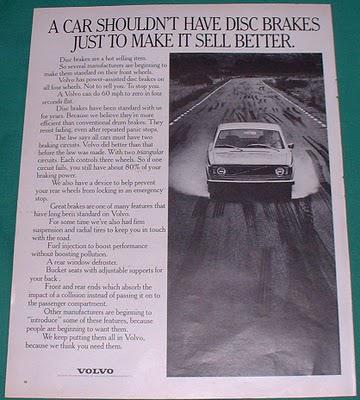 A CAR SHOULDN'T HAVE DISC BRAKES
JUST TO MAKE IT SELL BETTER.
Disc brakes are a hot selling item.
So several manufacturers are beginning to
make them standard on their front wheels.
Volvo has power-assisted disc brakes on
all four wheels. Not to sell you. To stop you.
A Volvo can do 60 mph to zero in four
seconds flat.
Disc brakes have been standard with us
for years. Because we believe they're more
efficient than conventional drum brakes. They
resist fading, even after repeated panic stops.
The law says all cars must have two
braking circuits. Volvo did better than that
before the law was made. With two triangular
circuits. Each controls three wheels. So if one
circuit fails, you still have about 80% of your
braking power.
We also have a device to help prevent
your rear wheels from locking in an emergency
stop.
Great brakes are one of many features that
have long been standard on Volvo.
For some time we've also had firm
suspension and radial tires to keep you in touch
with the road.
Fuel injection to boost performance
without boosting pollution.
A rear window defroster.
Bucket seats with adjustable supports for
your back.
Front and rear ends which absorb the
impact of a collision instead of passing it on to
the passenger compartment.
Other manufacturers are beginning to
"introduce" some of these features, because
people are beginning to want them.
We keep putting them all in Volvo,
because we think you need them.
VOLVO